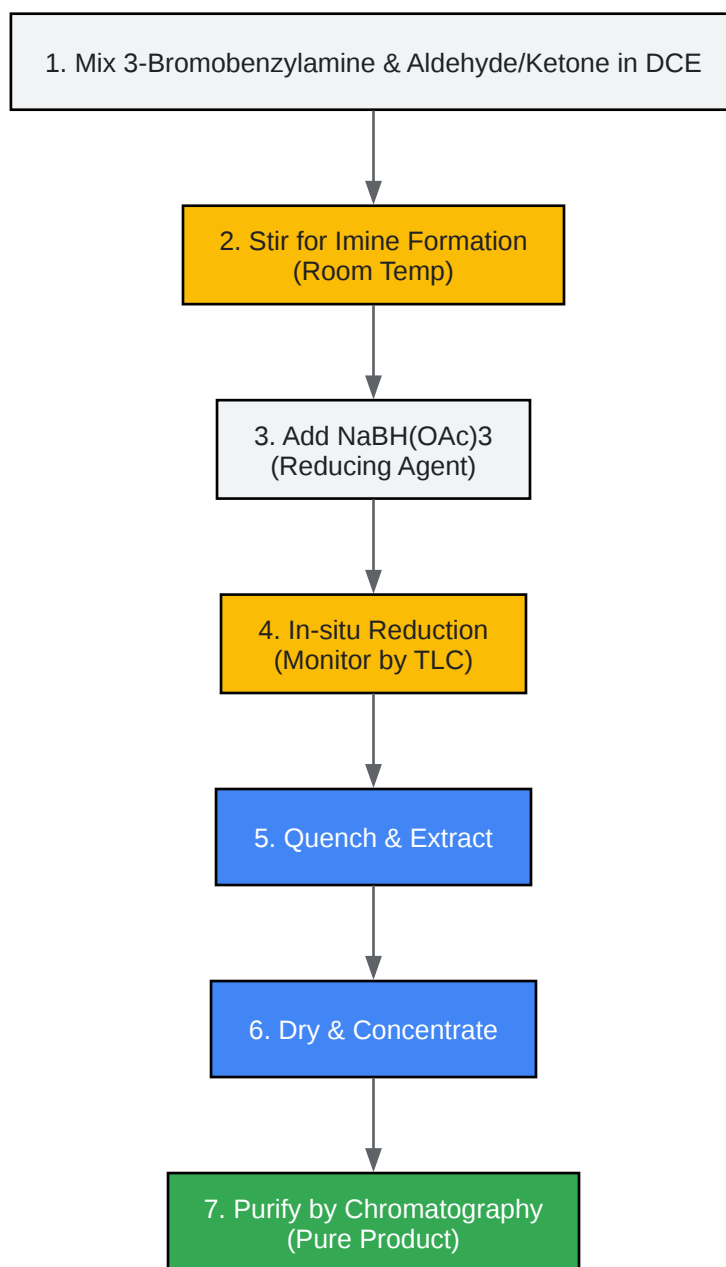 1. Mix 3-Bromobenzylamine & Aldehyde/Ketone in DCE
2. Stir for Imine Formation
(Room Temp)
3. Add NaBH(OAc)3
(Reducing Agent)
4. In-situ Reduction
(Monitor by TLC)
5. Quench & Extract
6. Dry & Concentrate
7. Purify by Chromatography
(Pure Product)